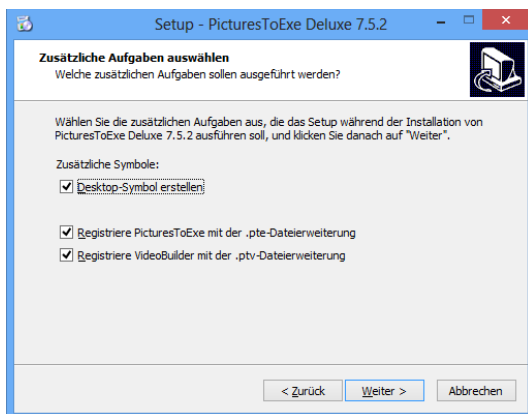 Setup - PicturesToExe Deluxe 7.5.2
Zusätzliche Aufgaben auswählen
Welche zusätzlichen Aufgaben sollen ausgeführt werden?
Wählen Sie die zusätzlichen Aufgaben aus, die das Setup während der Installation von
PicturesToExe Deluxe 7.5.2 ausführen soll, und klicken Sie danach auf "Weiter".
Zusätzliche Symbole:
Desktop-Symbol erstellen
Registriere PicturesToExe mit der .pte-Dateierweiterung
Registriere VideoBuilder mit der .ptv-Dateierweiterung
< Zurück Weiter > Abbrechen